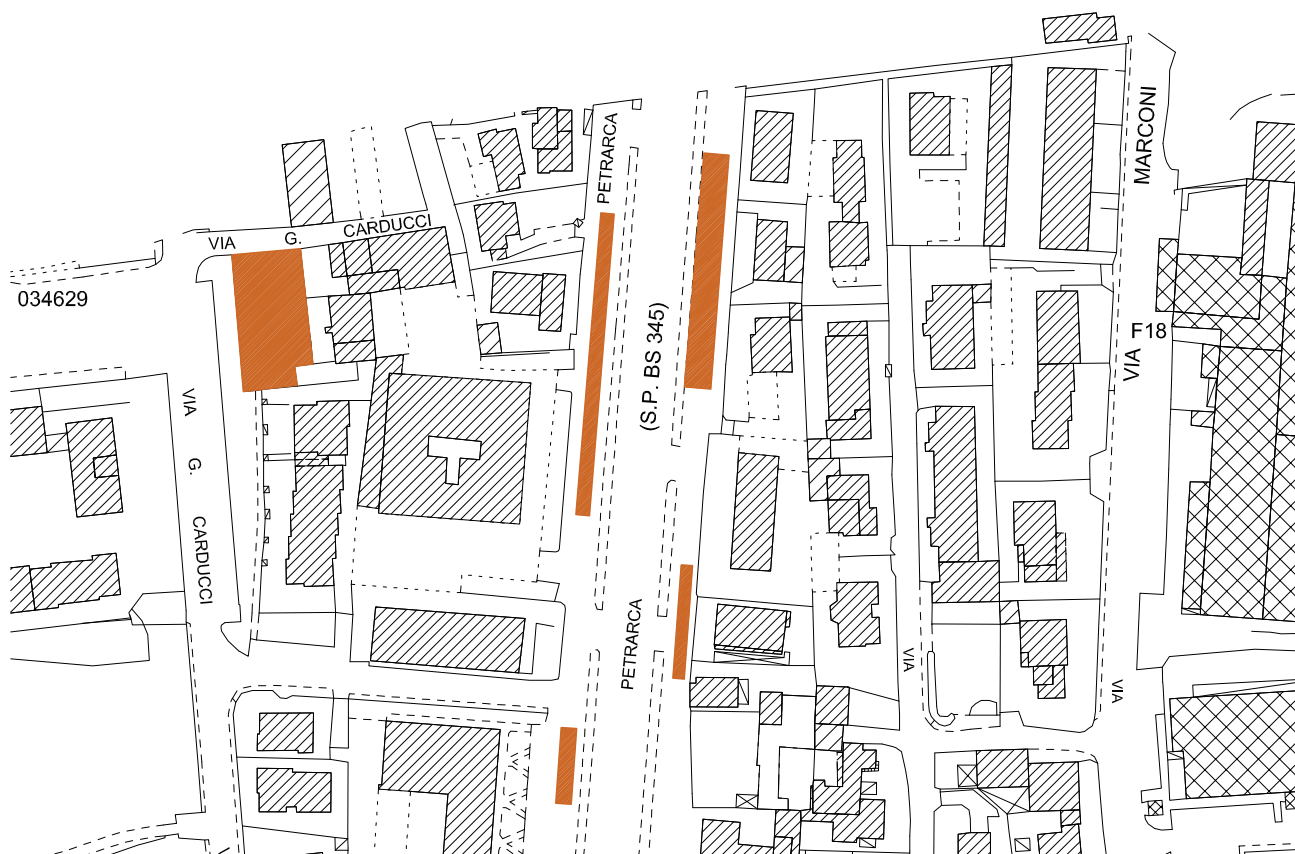 PETRARCA
MARCONI
VIA G. CARDUCCI
034629
(S.P. BS 345)
F18
VIA
VIA G. CARDUCCI
PETRARCA
VIA
VIA